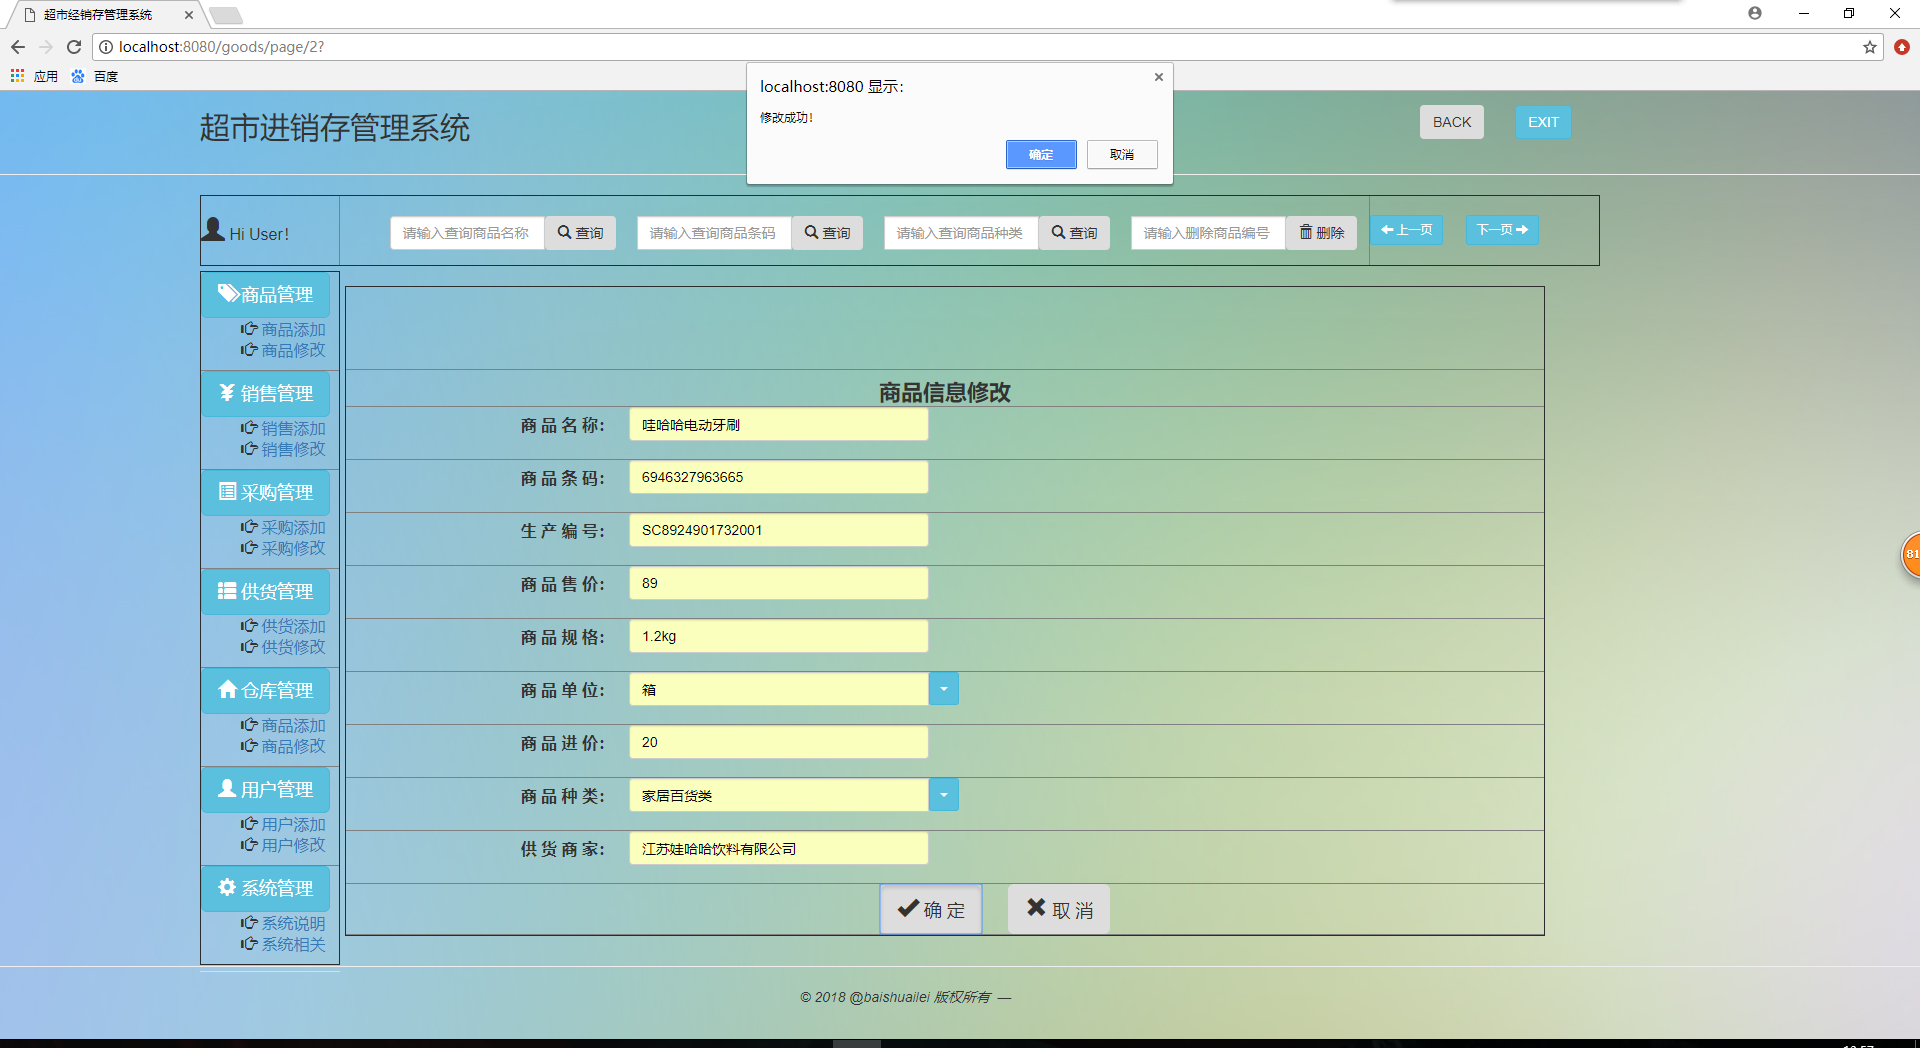 超市经销存管理系统
localhost:8080/goods/page/2?
应用 百度
localhost:8080 显示:
修改成功!
确定 取消
超市进销存管理系统
BACK EXIT
Hi User!
请输入查询商品名称 查询 请输入查询商品条码 查询 请输入查询商品种类 查询 请输入删除商品编号 删除 上一页 下一页
商品管理
商品添加
商品修改
销售管理
销售添加
销售修改
采购管理
采购添加
采购修改
供货管理
供货添加
供货修改
仓库管理
商品添加
商品修改
用户管理
用户添加
用户修改
系统管理
系统说明
系统相关
商品信息修改
商品名称: 哇哈哈电动牙刷
商品条码: 6946327963665
生产编号: SC8924901732001
商品售价: 89
商品规格: 1.2kg
商品单位: 箱
商品进价: 20
商品种类: 家居百货类
供货商家: 江苏娃哈哈饮料有限公司
确定 取消
81
© 2018 @baishuailei 版权所有 —